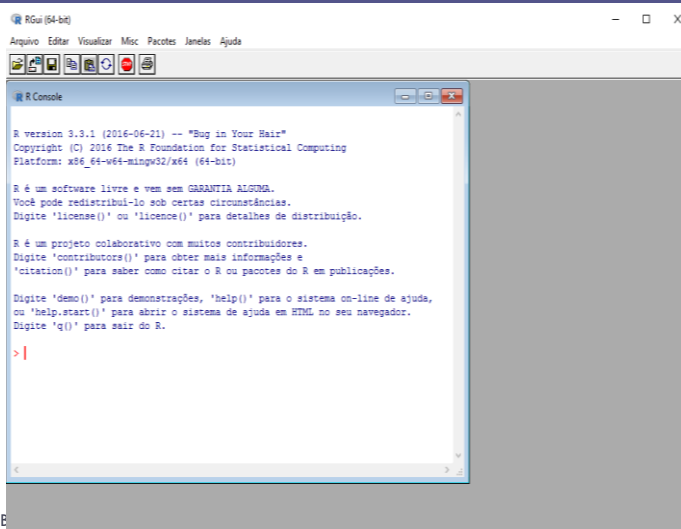 RGui (64-bit)
Arquivo Editar Visualizar Misc Pacotes Janelas Ajuda
R Console
R version 3.3.1 (2016-06-21) -- "Bug in Your Hair"
Copyright (C) 2016 The R Foundation for Statistical Computing
Platform: x86_64-w64-mingw32/x64 (64-bit)
R é um software livre e vem sem GARANTIA ALGUMA.
Você pode redistribuí-lo sob certas circunstâncias.
Digite 'license()' ou 'licence()' para detalhes de distribuição.
R é um projeto colaborativo com muitos contribuidores.
Digite 'contributors()' para obter mais informações e
'citation()' para saber como citar o R ou pacotes do R em publicações.
Digite 'demo()' para demonstrações, 'help()' para o sistema on-line de ajuda,
ou 'help.start()' para abrir o sistema de ajuda em HTML no seu navegador.
Digite 'q()' para sair do R.
>